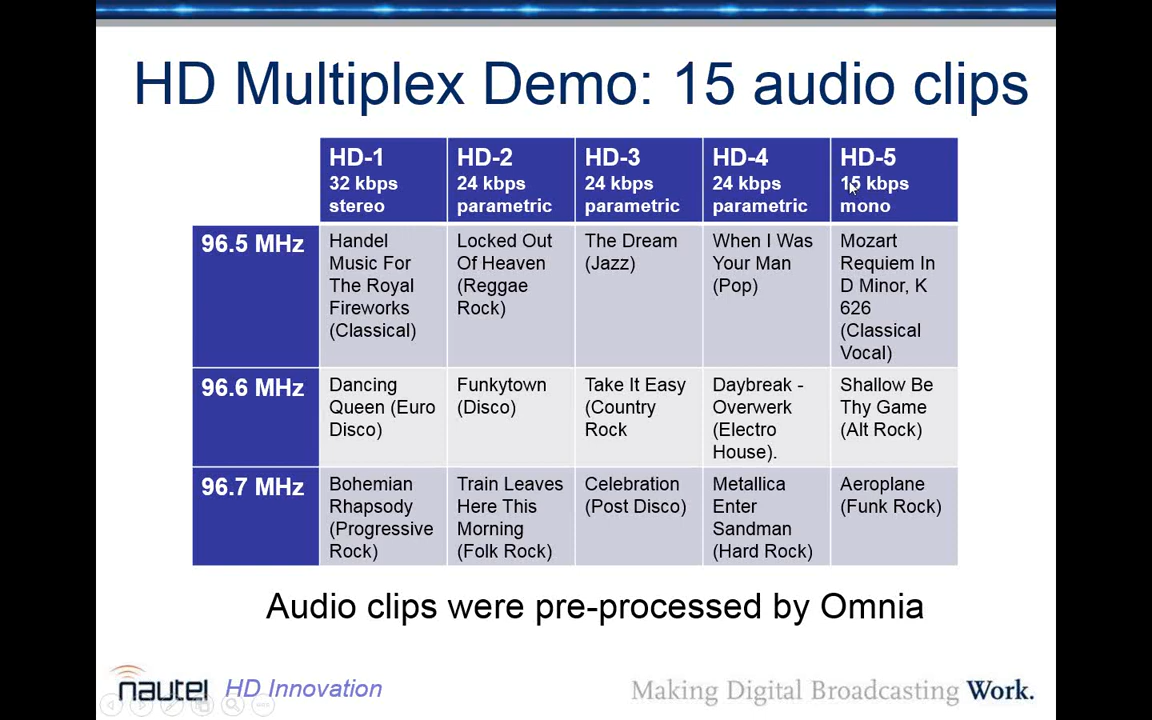 HD Multiplex Demo: 15 audio clips
HD-1
32 kbps
stereo
HD-2
24 kbps
parametric
HD-3
24 kbps
parametric
HD-4
24 kbps
parametric
HD-5
15 kbps
mono
96.5 MHz
Handel
Music For
The Royal
Fireworks
(Classical)
Locked Out
Of Heaven
(Reggae
Rock)
The Dream
(Jazz)
When I Was
Your Man
(Pop)
Mozart
Requiem In
D Minor, K
626
(Classical
Vocal)
96.6 MHz
Dancing
Queen (Euro
Disco)
Funkytown
(Disco)
Take It Easy
(Country
Rock
Daybreak -
Overwerk
(Electro
House).
Shallow Be
Thy Game
(Alt Rock)
96.7 MHz
Bohemian
Rhapsody
(Progressive
Rock)
Train Leaves
Here This
Morning
(Folk Rock)
Celebration
(Post Disco)
Metallica
Enter
Sandman
(Hard Rock)
Aeroplane
(Funk Rock)
Audio clips were pre-processed by Omnia
nautel HD Innovation
Making Digital Broadcasting Work.